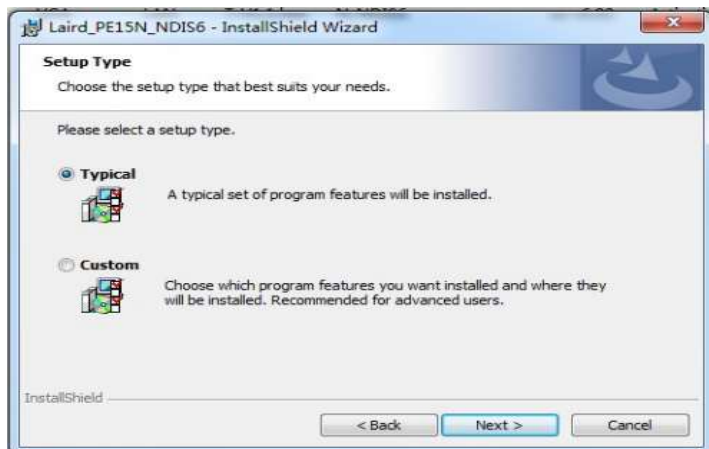 Laird_PE15N_NDIS6 - InstallShield Wizard
Setup Type
Choose the setup type that best suits your needs.
Please select a setup type.
Typical
A typical set of program features will be installed.
Custom
Choose which program features you want installed and where they
will be installed. Recommended for advanced users.
InstallShield
< Back
Next >
Cancel